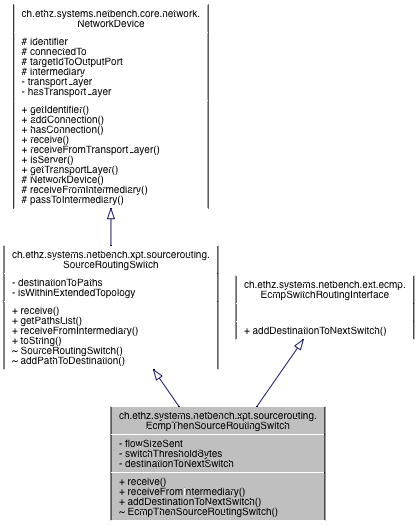 ch.ethz.systems.netbench.core.network.
NetworkDevice
# identifier
# connectedTo
# targetIdToOutputPort
# intermediary
- transportLayer
- hasTransportLayer
+ getIdentifier()
+ addConnection()
+ hasConnection()
+ receive()
+ receiveFromTransportLayer()
+ isServer()
+ getTransportLayer()
# NetworkDevice()
# receiveFromIntermediary()
# passToIntermediary()
ch.ethz.systems.netbench.xpt.sourcerouting.
SourceRoutingSwitch
- destinationToPaths
- isWithinExtendedTopology
+ receive()
+ getPathsList()
+ receiveFromIntermediary()
+ toString()
~ SourceRoutingSwitch()
~ addPathToDestination()
ch.ethz.systems.netbench.ext.ecmp.
EcmpSwitchRoutingInterface
+ addDestinationToNextSwitch()
ch.ethz.systems.netbench.xpt.sourcerouting.
EcmpThenSourceRoutingSwitch
- flowSizeSent
- switchThresholdBytes
- destinationToNextSwitch
+ receive()
+ receiveFromIntermediary()
+ addDestinationToNextSwitch()
~ EcmpThenSourceRoutingSwitch()